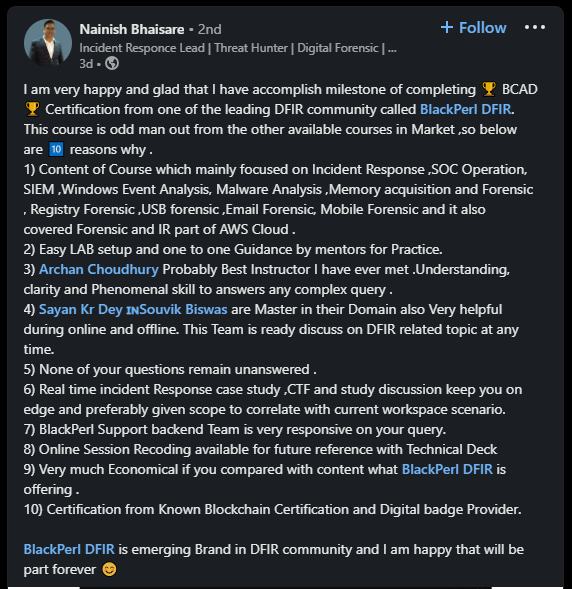 Nainish Bhaisare • 2nd
+ Follow
Incident Responce Lead | Threat Hunter | Digital Forensic | ...
3d •
I am very happy and glad that I have accomplish milestone of completing 🏆 BCAD
🏆 Certification from one of the leading DFIR community called BlackPerl DFIR.
This course is odd man out from the other available courses in Market ,so below
are 🔟 reasons why .
1) Content of Course which mainly focused on Incident Response ,SOC Operation,
SIEM ,Windows Event Analysis, Malware Analysis ,Memory acquisition and Forensic
, Registry Forensic ,USB forensic ,Email Forensic, Mobile Forensic and it also
covered Forensic and IR part of AWS Cloud .
2) Easy LAB setup and one to one Guidance by mentors for Practice.
3) Archan Choudhury Probably Best Instructor I have ever met .Understanding,
clarity and Phenomenal skill to answers any complex query .
4) Sayan Kr Dey ɪɴSouvik Biswas are Master in their Domain also Very helpful
during online and offline. This Team is ready discuss on DFIR related topic at any
time.
5) None of your questions remain unanswered .
6) Real time incident Response case study ,CTF and study discussion keep you on
edge and preferably given scope to correlate with current workspace scenario.
7) BlackPerl Support backend Team is very responsive on your query.
8) Online Session Recoding available for future reference with Technical Deck
9) Very much Economical if you compared with content what BlackPerl DFIR is
offering .
10) Certification from Known Blockchain Certification and Digital badge Provider.
BlackPerl DFIR is emerging Brand in DFIR community and I am happy that will be
part forever 😊